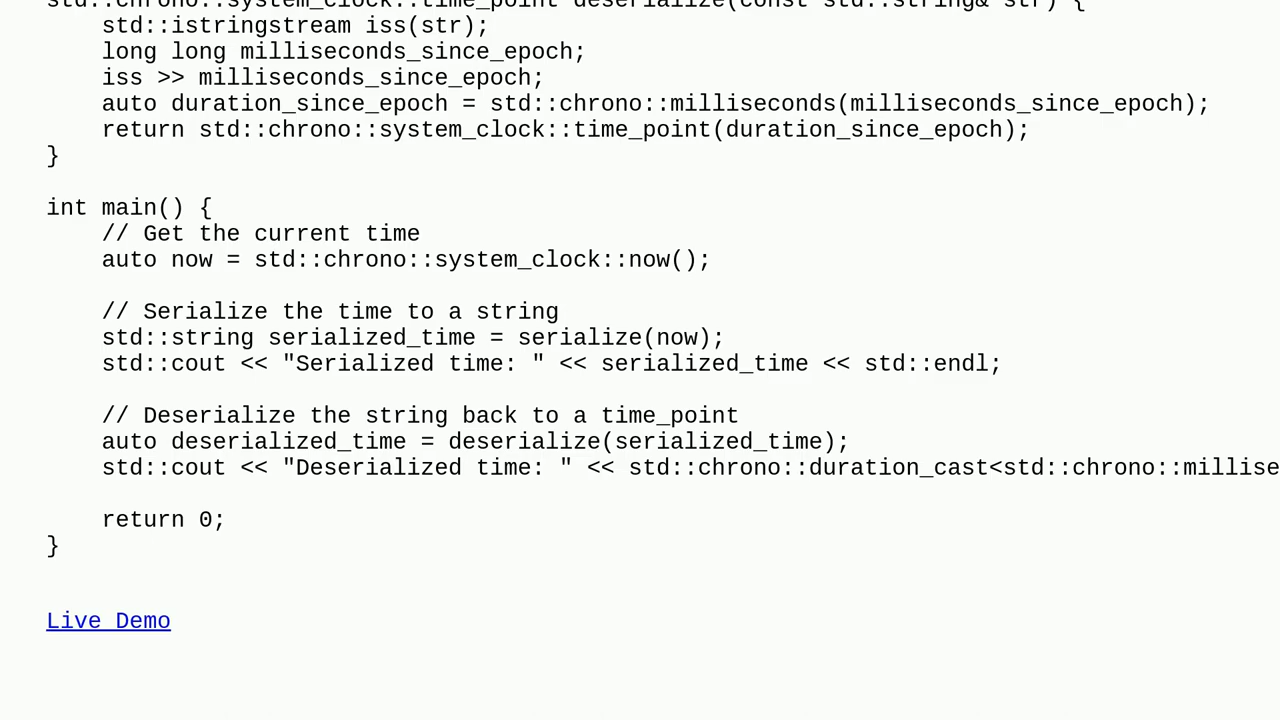 std::chrono::system_clock::time_point deserialize(const std::string& str) {
    std::istringstream iss(str);
    long long milliseconds_since_epoch;
    iss >> milliseconds_since_epoch;
    auto duration_since_epoch = std::chrono::milliseconds(milliseconds_since_epoch);
    return std::chrono::system_clock::time_point(duration_since_epoch);
}
int main() {
    // Get the current time
    auto now = std::chrono::system_clock::now();
    // Serialize the time to a string
    std::string serialized_time = serialize(now);
    std::cout << "Serialized time: " << serialized_time << std::endl;
    // Deserialize the string back to a time_point
    auto deserialized_time = deserialize(serialized_time);
    std::cout << "Deserialized time: " << std::chrono::duration_cast<std::chrono::millise
    return 0;
}
Live Demo